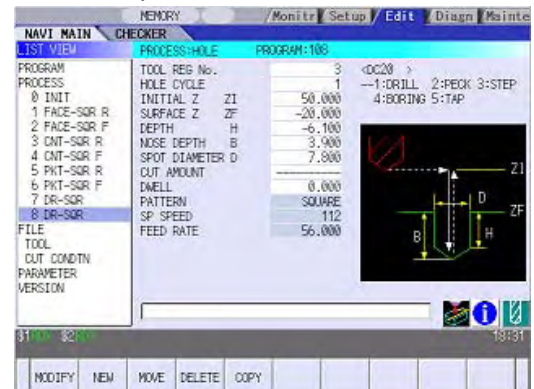 MEMORY Monitr Setup Edit Diagn Mainte
NAVI MAIN CHECKER
LIST VIEW PROCESS:HOLE PROGRAM:108
PROGRAM
PROCESS
0 INIT
1 FACE-SQR R
2 FACE-SQR F
3 CNT-SQR R
4 CNT-SQR F
5 PKT-SQR R
6 PKT-SQR F
7 DR-SQR
8 DR-SQR
FILE
TOOL
CUT CONDTN
PARAMETER
VERSION
TOOL REG No. 3
HOLE CYCLE 1
INITIAL Z ZI 50.000
SURFACE Z ZF -20.000
DEPTH H -6.100
NOSE DEPTH B 3.900
SPOT DIAMETER D 7.800
CUT AMOUNT
DWELL 0.000
PATTERN SQUARE
SP SPEED 112
FEED RATE 56.000
<DC20 >
--1:DRILL 2:PECK 3:STEP
4:BORING 5:TAP
ZI
D
ZF
B H
$1RDY $2RDY 18:31
MODIFY NEW MOVE DELETE COPY